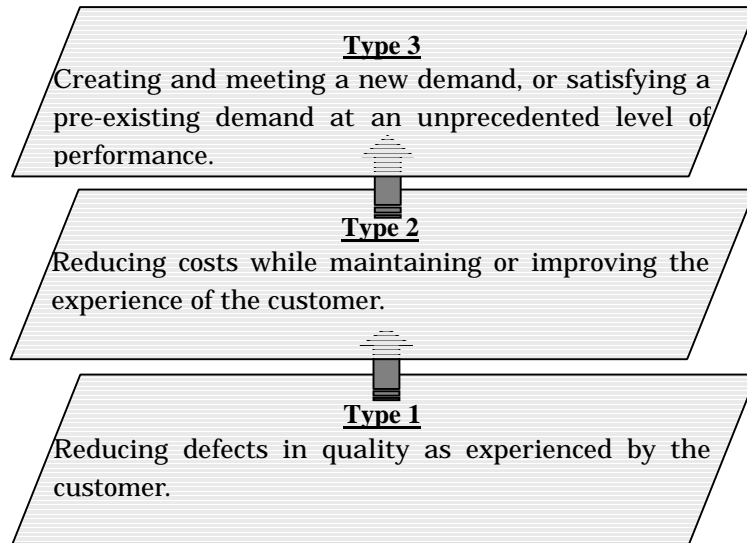 Type 3
Creating and meeting a new demand, or satisfying a
pre-existing demand at an unprecedented level of
performance.
Type 2
Reducing costs while maintaining or improving the
experience of the customer.
Type 1
Reducing defects in quality as experienced by the
customer.